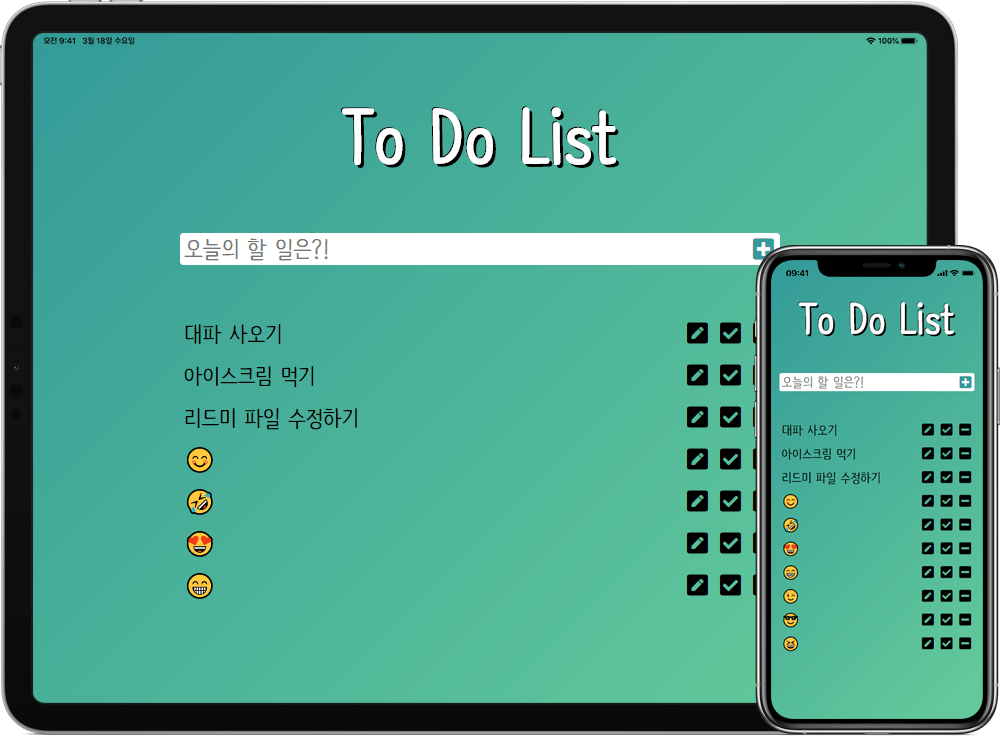 오전 9:41 3월 18일 수요일
100%
To Do List
오늘의 할 일은?!
대파 사오기
아이스크림 먹기
리드미 파일 수정하기
😊
🤣
😍
😁
09:41
To Do List
오늘의 할 일은?!
대파 사오기
아이스크림 먹기
리드미 파일 수정하기
😊
🤣
😍
😁
😉
😎
😆